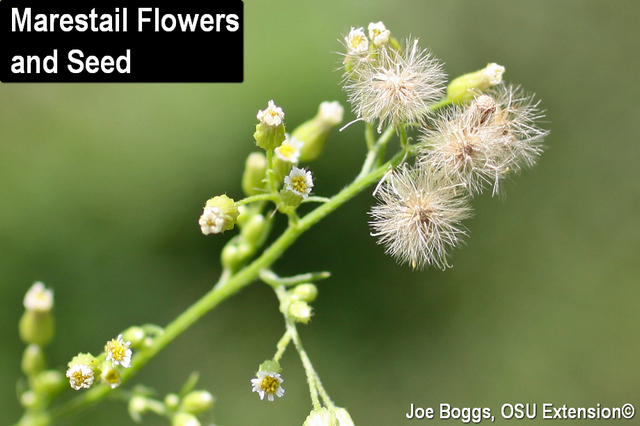 Marestail Flowers
and Seed
Joe Boggs, OSU Extension©